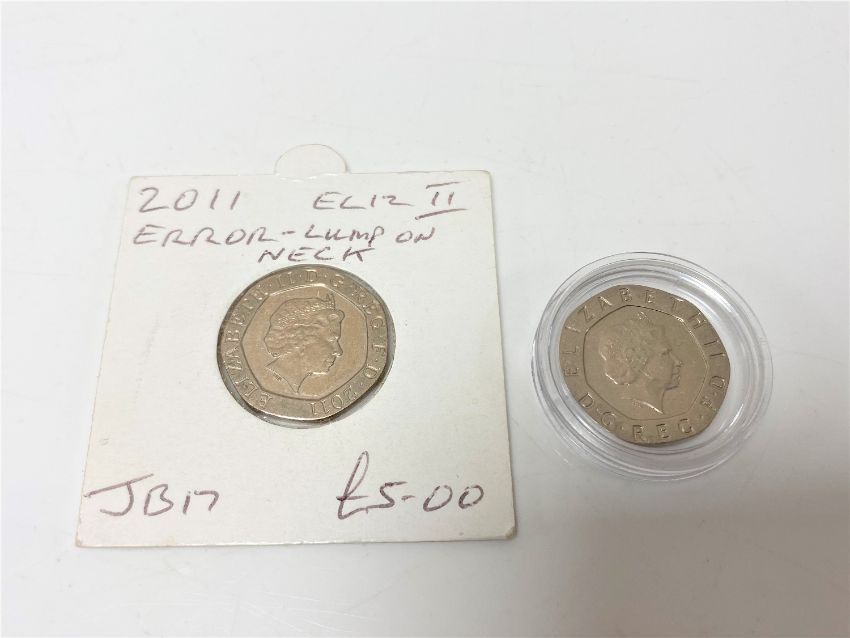 2011 ELIZ II
ERROR-LUMP ON
NECK
ELIZABETH·II·D·G REG·F·D·2011
JB17 £5-00
ELIZABETH II
D·G·REG·F·D